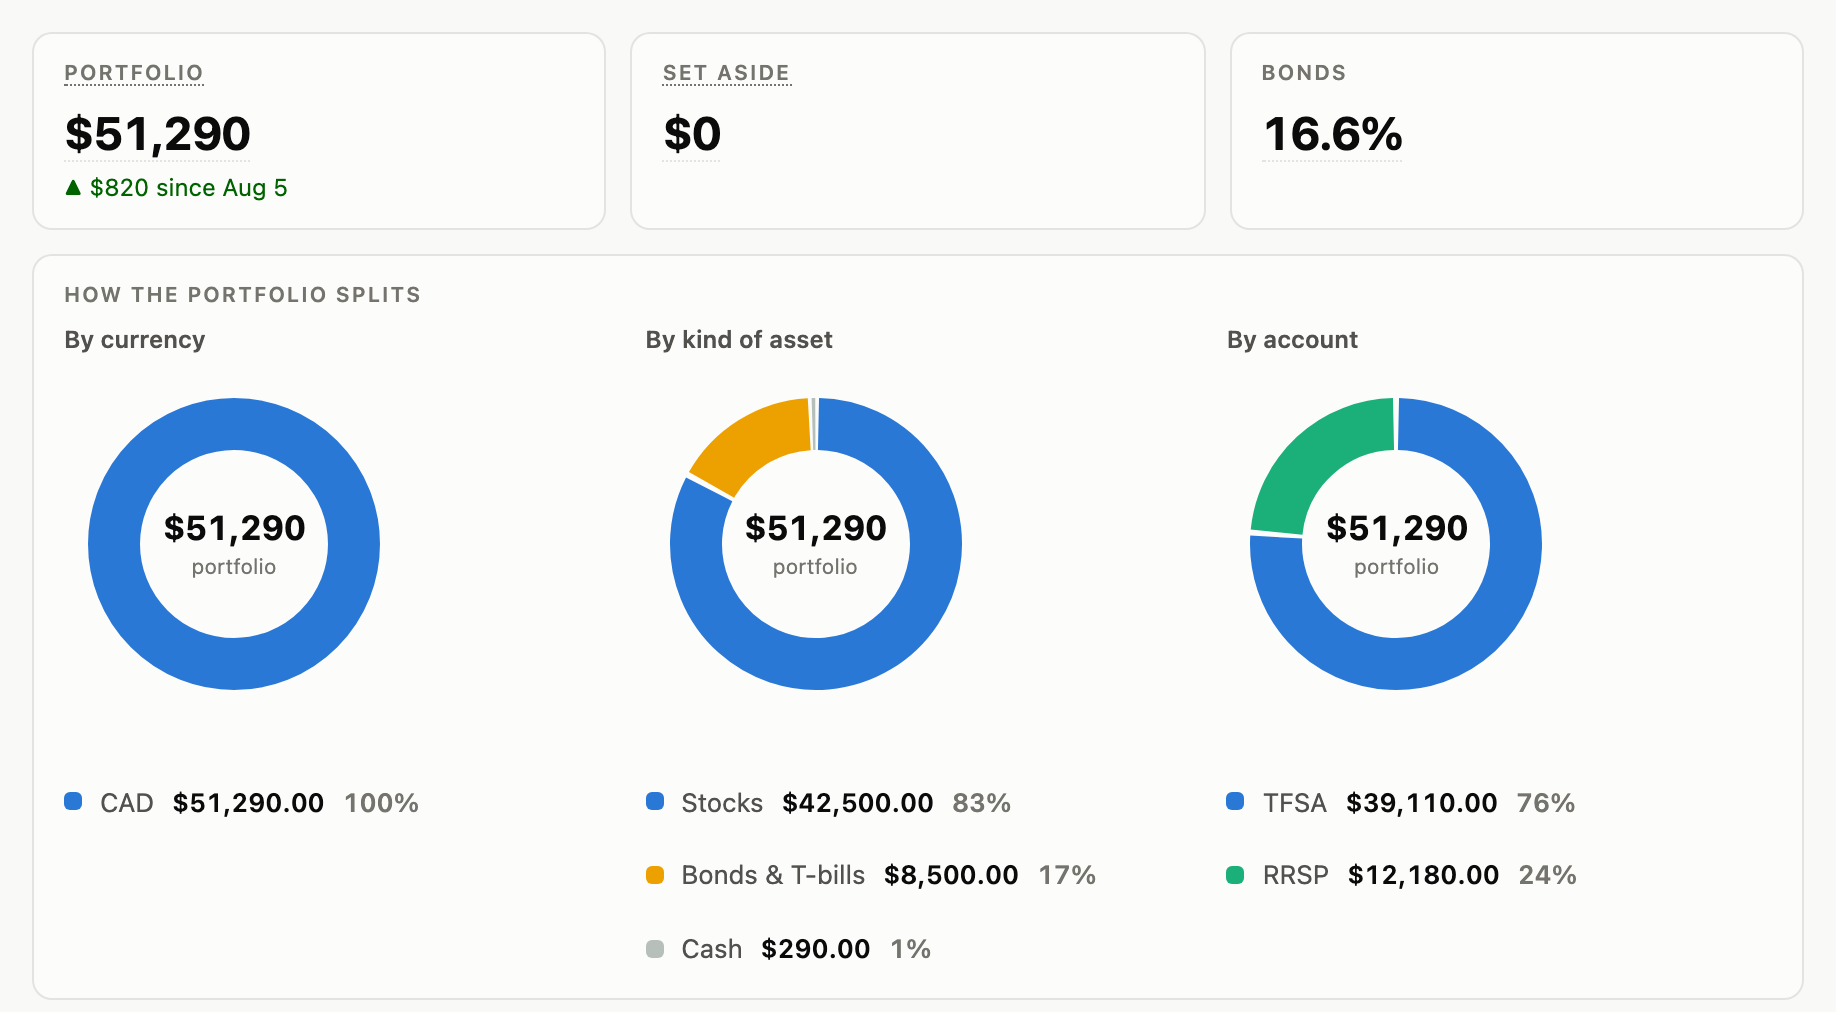 PORTFOLIO
$51,290
▲ $820 since Aug 5
SET ASIDE
$0
BONDS
16.6%
HOW THE PORTFOLIO SPLITS
By currency
$51,290
portfolio
CAD $51,290.00 100%
By kind of asset
$51,290
portfolio
Stocks $42,500.00 83%
Bonds & T-bills $8,500.00 17%
Cash $290.00 1%
By account
$51,290
portfolio
TFSA $39,110.00 76%
RRSP $12,180.00 24%